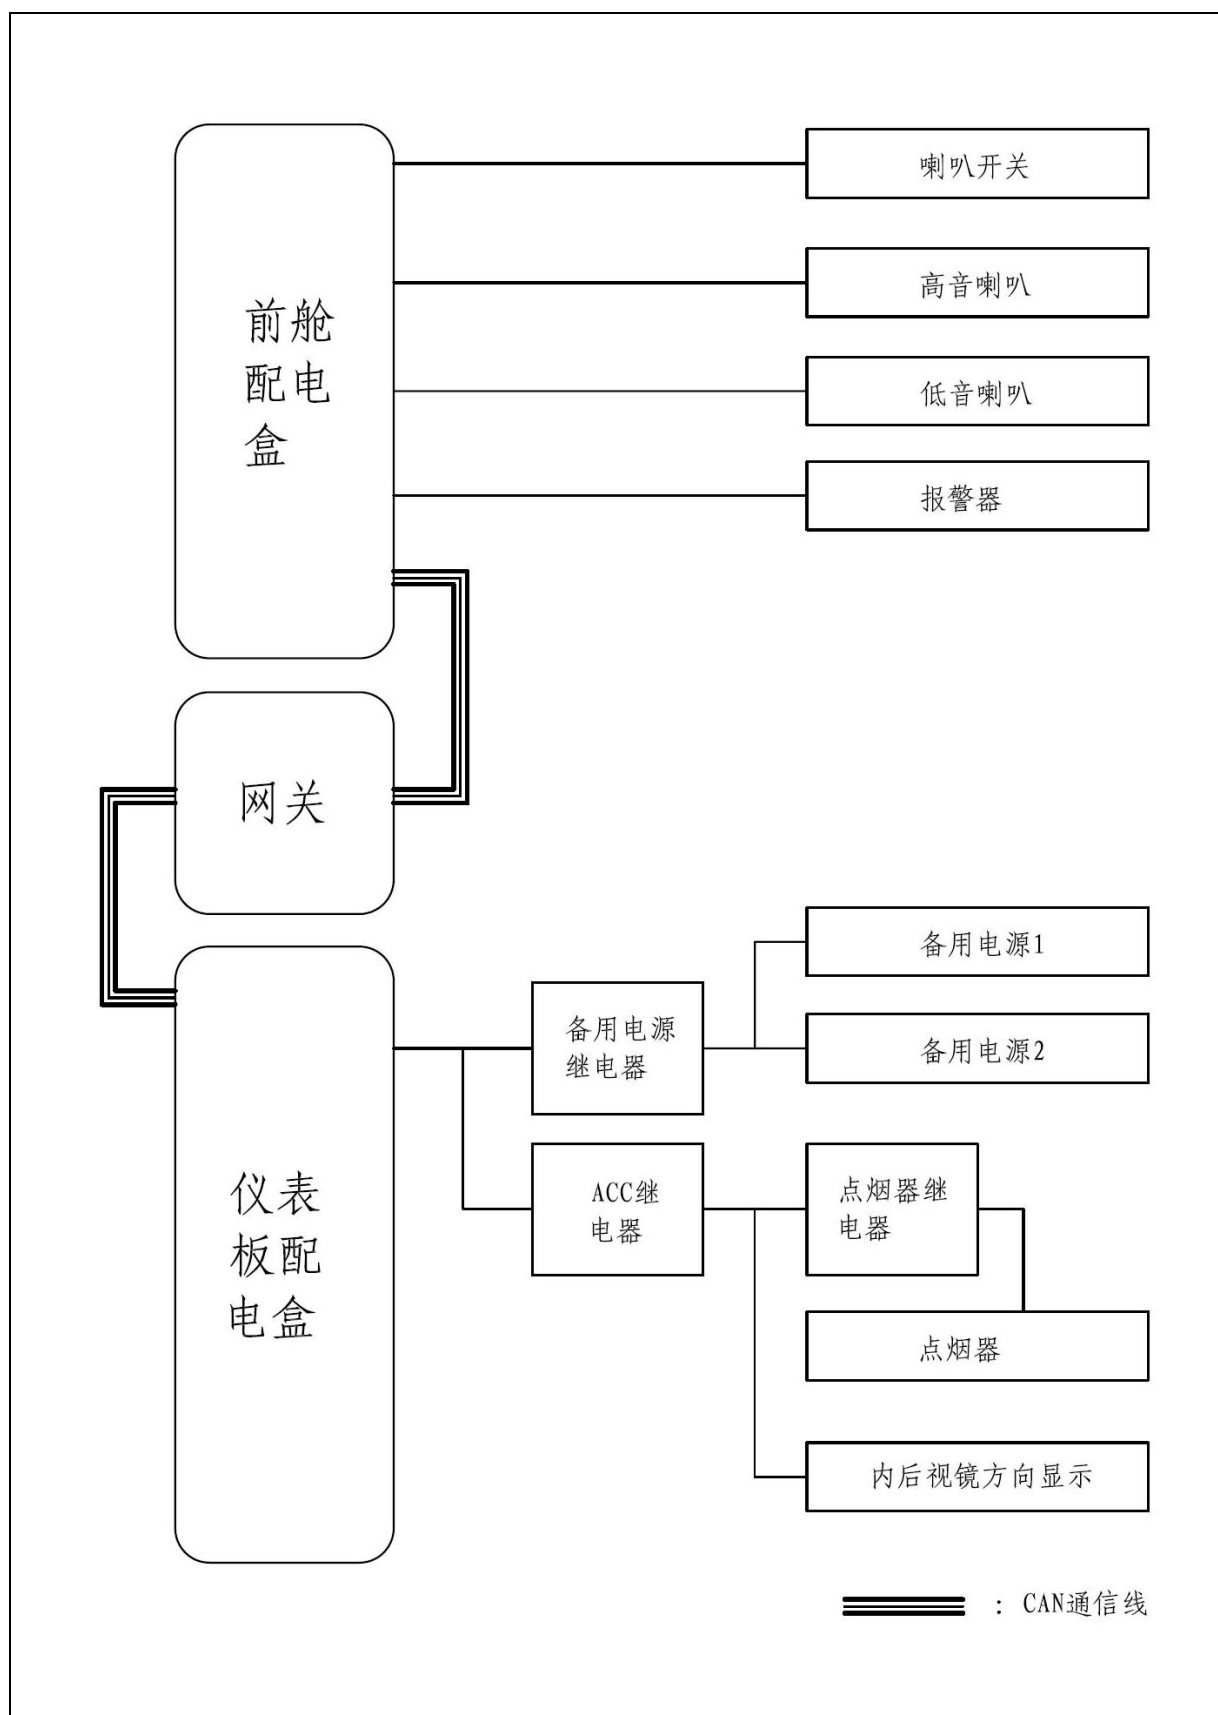 喇叭开关
高音喇叭
前舱
配电
盒
低音喇叭
报警器
网关
备用电源1
备用电源
继电器
备用电源2
仪表
板配
电盒
ACC继
电器
点烟器继
电器
点烟器
内后视镜方向显示
：CAN通信线